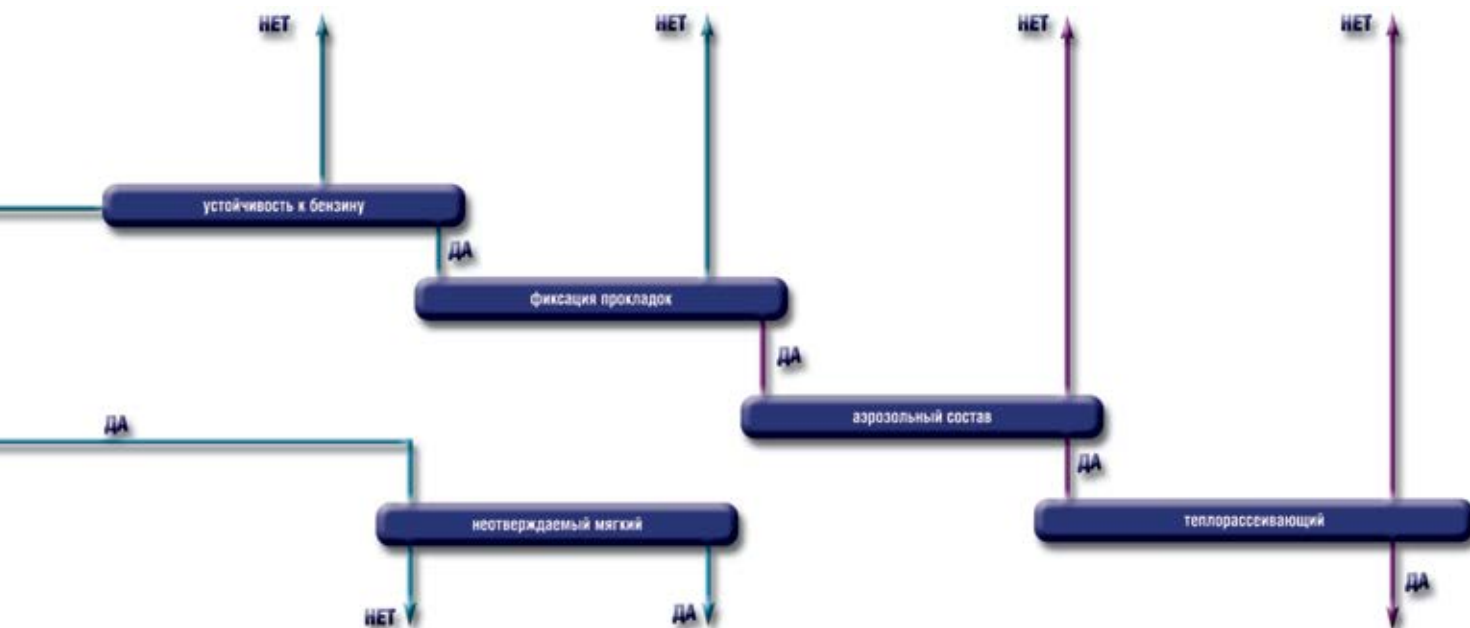 НЕТ
НЕТ
НЕТ
НЕТ
устойчивость к бензину
ДА
фиксация прокладок
ДА
аэрозольный состав
ДА
ДА
неотверждаемый мягкий
теплорассеивающий
ДА
НЕТ
ДА